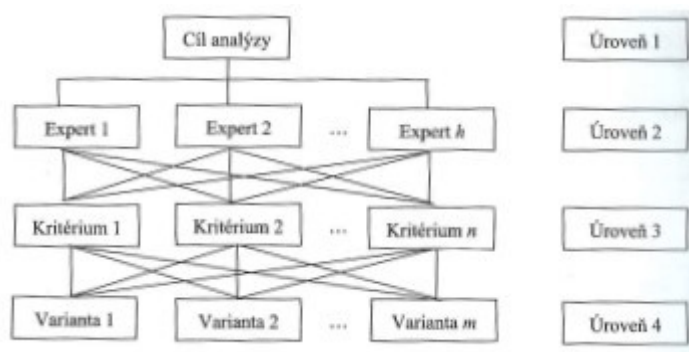 Cíl analýzy Úroveň 1
Expert 1 Expert 2 ... Expert h Úroveň 2
Kritérium 1 Kritérium 2 ... Kritérium n Úroveň 3
Varianta 1 Varianta 2 ... Varianta m Úroveň 4